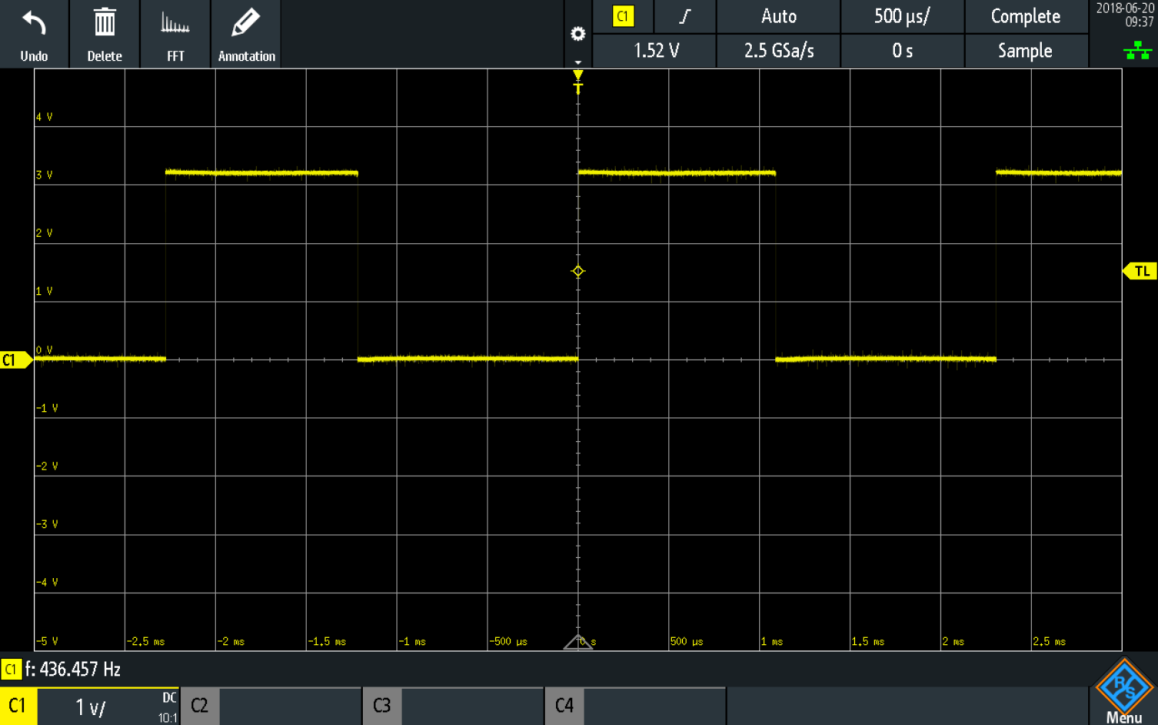 Undo
Delete
FFT
Annotation
C1
Auto
500 µs/
Complete
2018-06-20
09:37
1.52 V
2.5 GSa/s
0 s
Sample
T
4 V
3 V
2 V
1 V
TL
C1
0 V
-1 V
-2 V
-3 V
-4 V
-5 V
-2.5 ms
-2 ms
-1.5 ms
-1 ms
-500 µs
0 s
500 µs
1 ms
1.5 ms
2 ms
2.5 ms
C1 f: 436.457 Hz
C1
1 V/
DC
10:1
C2
C3
C4
R&S
Menu